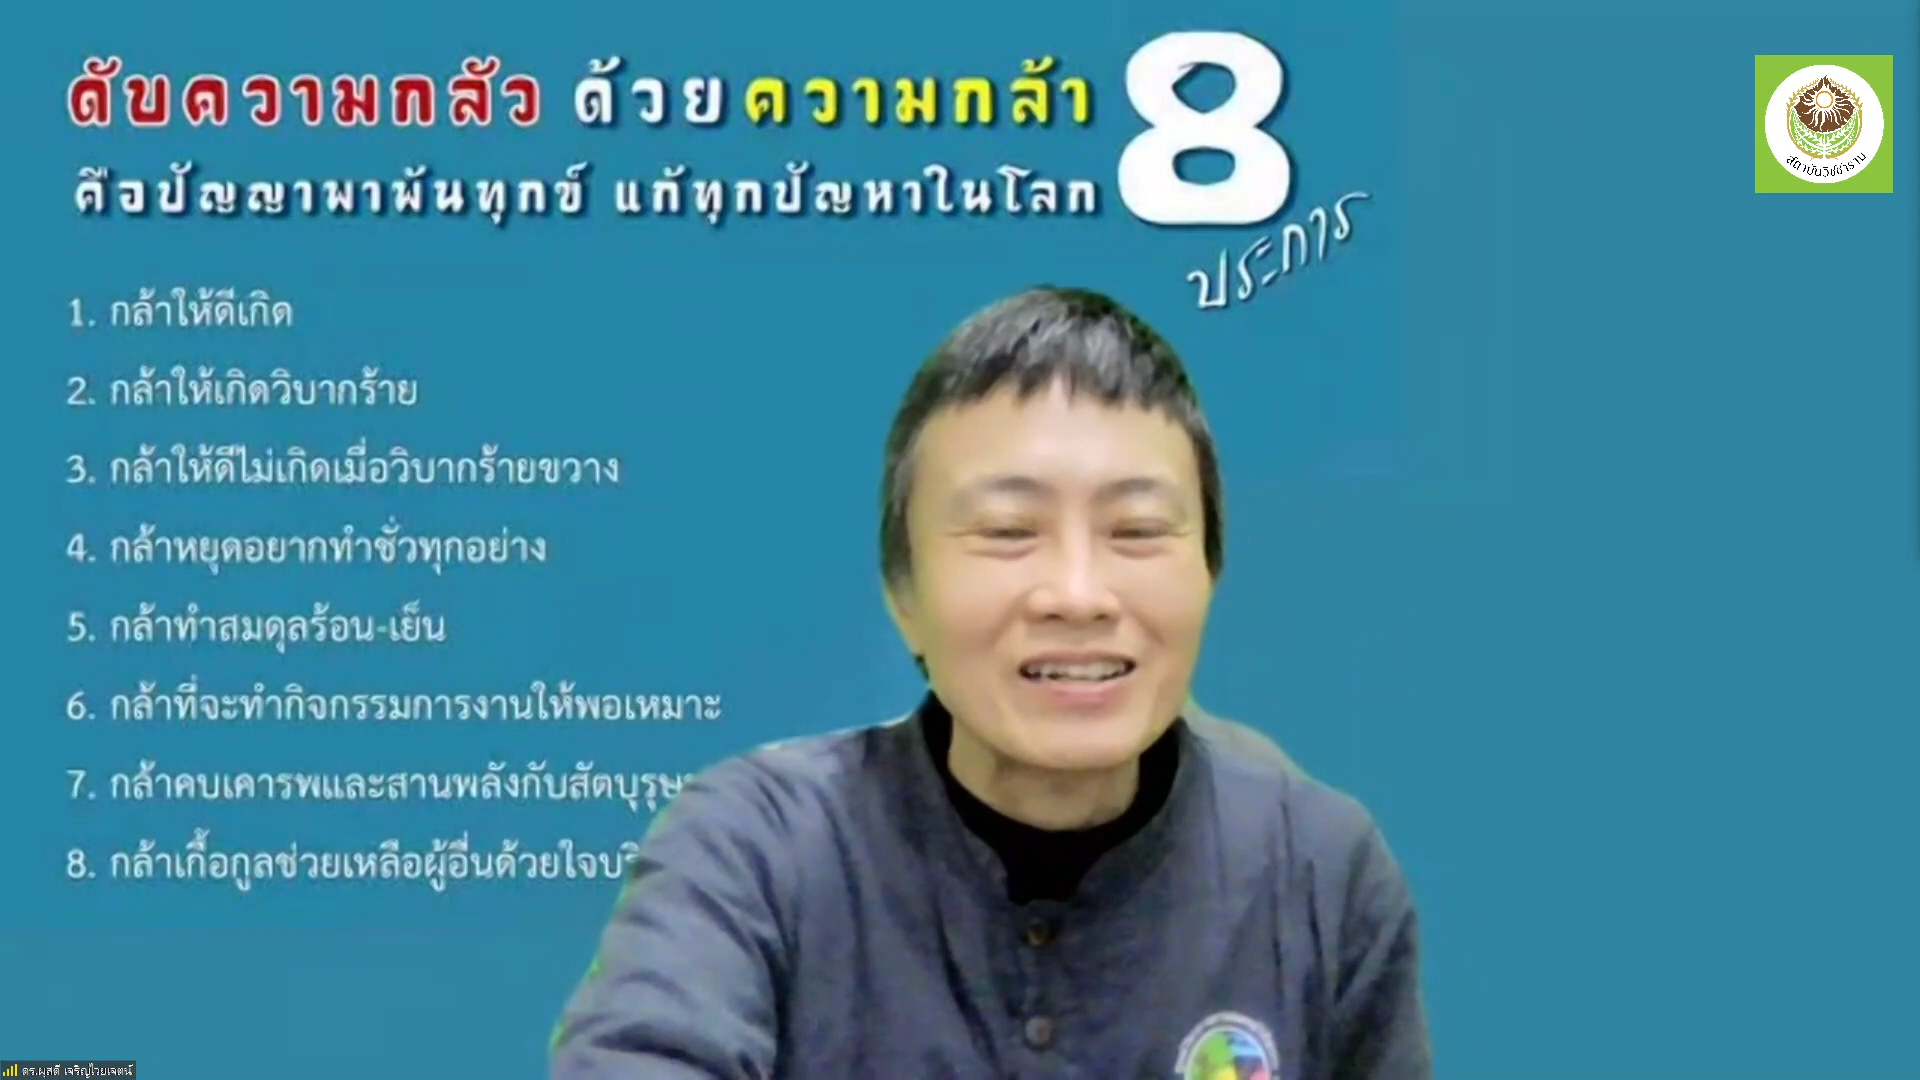 ดับความกลัว ด้วย ความกล้า 8
คือปัญญาพาพ้นทุกข์ แก้ทุกปัญหาในโลก
ประการ
1. กล้าให้ดีเกิด
2. กล้าให้เกิดวิบากร้าย
3. กล้าให้ดีไม่เกิดเมื่อวิบากร้ายขวาง
4. กล้าหยุดอยากทำชั่วทุกอย่าง
5. กล้าทำสมดุลร้อน-เย็น
6. กล้าที่จะทำกิจกรรมการงานให้พอเหมาะ
7. กล้าคบเคารพและสานพลังกับสัตบุรุษ
8. กล้าเกื้อกูลช่วยเหลือผู้อื่นด้วยใจบริ
สถาบันวิชชาราม
ดร.ผุสดี เจริญไวยเจตน์